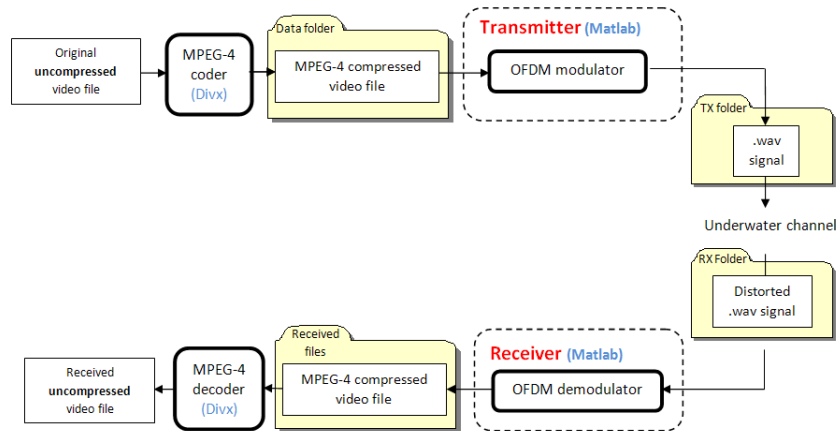 Original
uncompressed
video file
MPEG-4
coder
(Divx)
Data folder
MPEG-4 compressed
video file
Transmitter (Matlab)
OFDM modulator
TX folder
.wav
signal
Underwater channel
RX Folder
Distorted
.wav signal
Receiver (Matlab)
OFDM demodulator
Received
files
MPEG-4 compressed
video file
MPEG-4
decoder
(Divx)
Received
uncompressed
video file